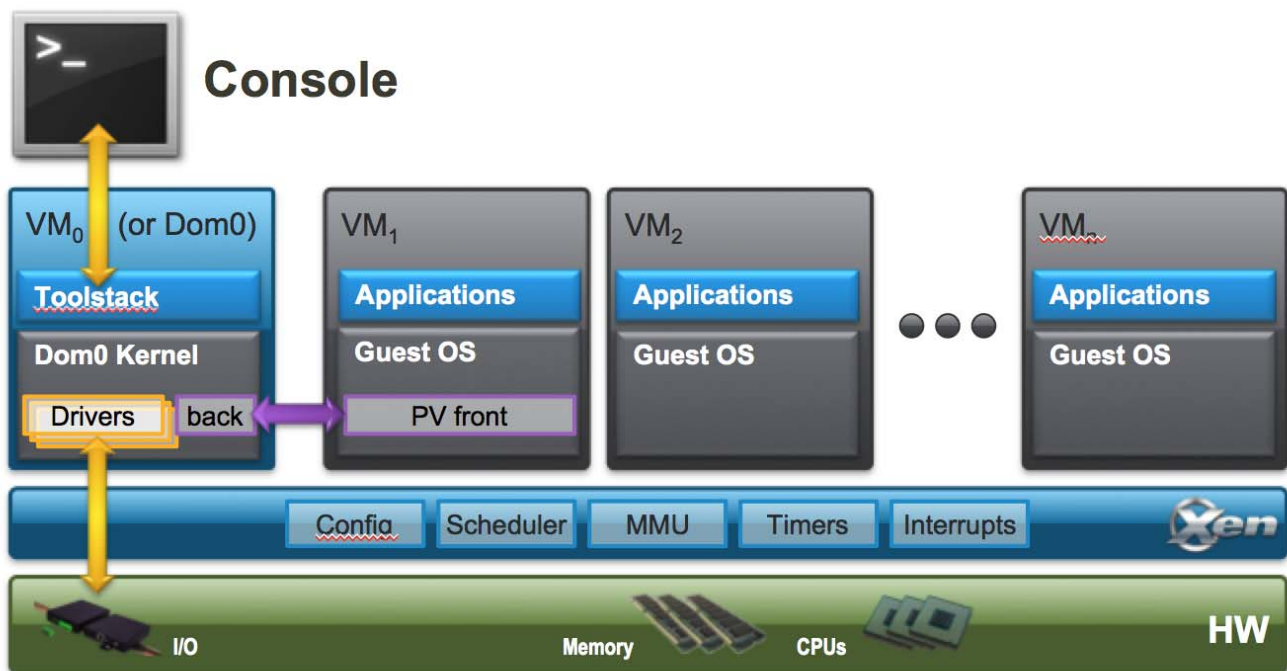 >_
Console
VM0 (or Dom0)
Toolstack
Dom0 Kernel
Drivers
back
VM1
Applications
Guest OS
PV front
VM2
Applications
Guest OS
VMn
Applications
Guest OS
Config
Scheduler
MMU
Timers
Interrupts
Xen
I/O
Memory
CPUs
HW